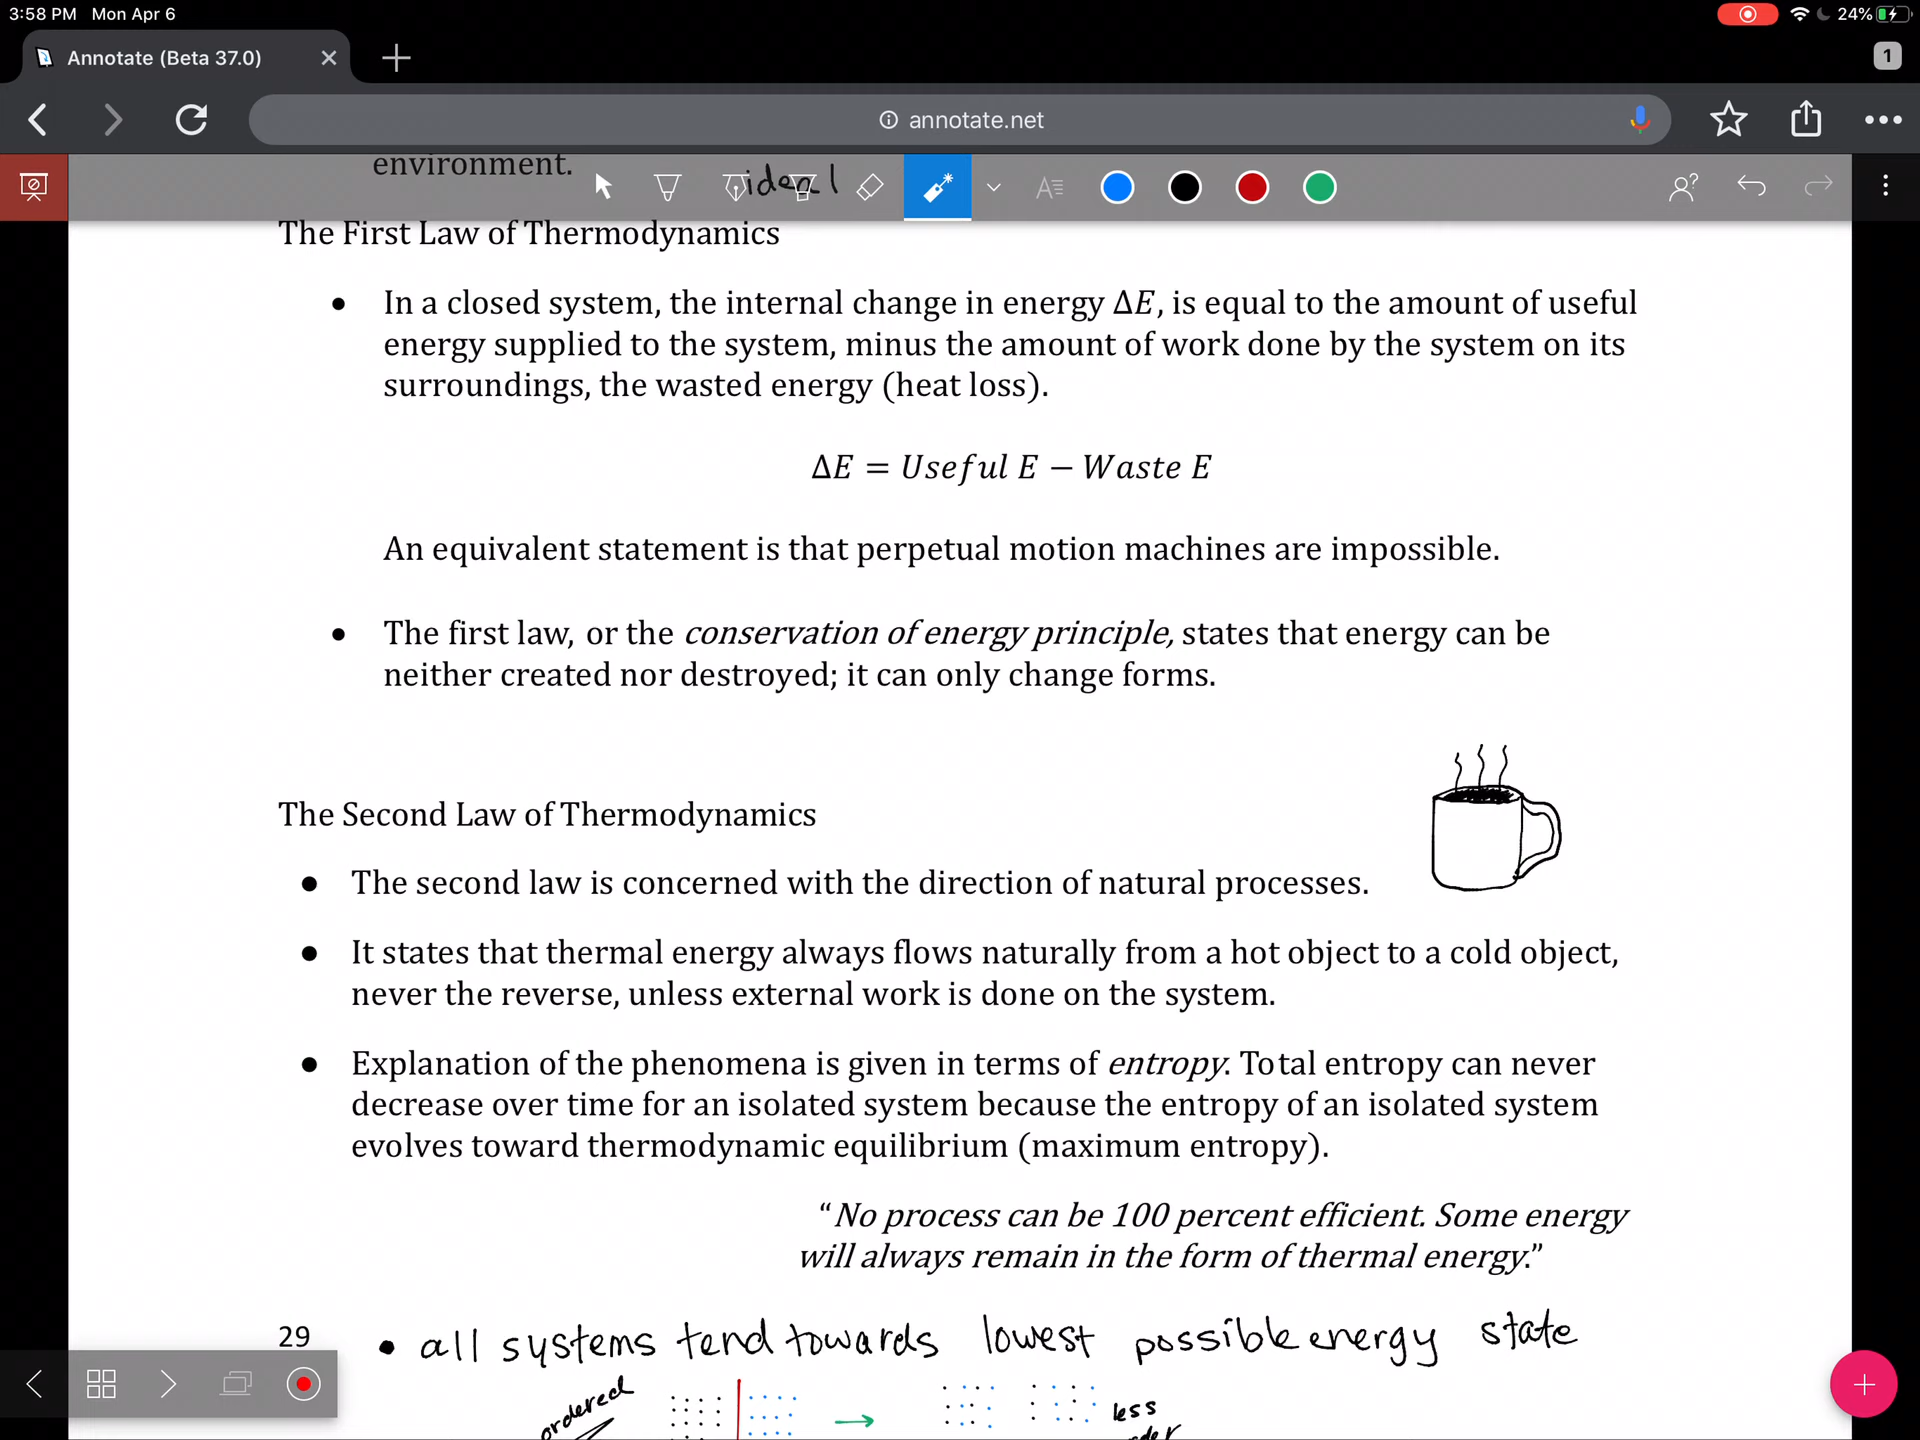 3:58 PM Mon Apr 6
24%
Annotate (Beta 37.0)
1
annotate.net
environment.
ideal
The First Law of Thermodynamics
• In a closed system, the internal change in energy ΔE, is equal to the amount of useful
energy supplied to the system, minus the amount of work done by the system on its
surroundings, the wasted energy (heat loss).
ΔE = Useful E − Waste E
An equivalent statement is that perpetual motion machines are impossible.
• The first law, or the conservation of energy principle, states that energy can be
neither created nor destroyed; it can only change forms.
The Second Law of Thermodynamics
• The second law is concerned with the direction of natural processes.
• It states that thermal energy always flows naturally from a hot object to a cold object,
never the reverse, unless external work is done on the system.
• Explanation of the phenomena is given in terms of entropy. Total entropy can never
decrease over time for an isolated system because the entropy of an isolated system
evolves toward thermodynamic equilibrium (maximum entropy).
“No process can be 100 percent efficient. Some energy
will always remain in the form of thermal energy.”
29
• all systems tend towards lowest possible energy state
ordered
less